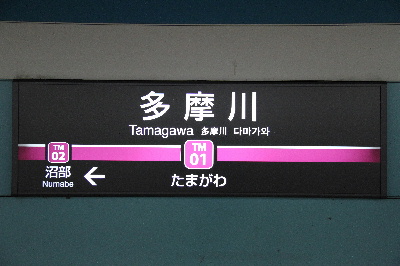 多摩川
Tamagawa 多摩川 다마가와
TM 02
TM 01
沼部
Numabe
←
たまがわ